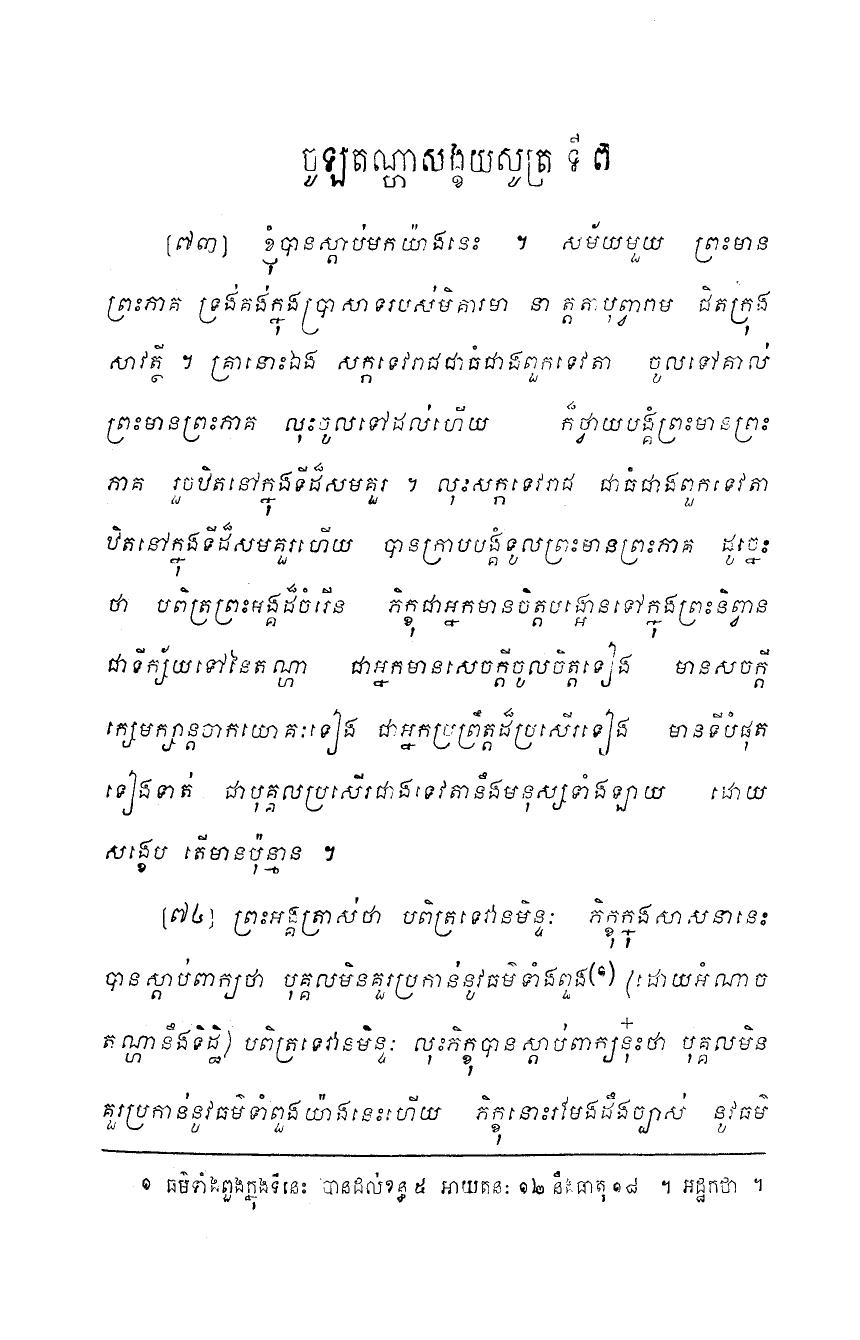 ចូឡតណ្ហាសង្ខយសូត្រ ទី ៧
[៧៣] ខ្ញុំបានស្តាប់មកយ៉ាងនេះ ។ សម័យមួយ ព្រះមាន
ព្រះភាគ ទ្រង់គង់ក្នុងប្រាសាទរបស់មិគារមាតា ក្នុងបុព្វារាម ជិតក្រុង
សាវត្ថី ។ គ្រានោះឯង សក្កទេវរាជជាធំជាងពួកទេវតា ចូលទៅគាល់
ព្រះមានព្រះភាគ លុះចូលទៅដល់ហើយ ក៏ថ្វាយបង្គំព្រះមានព្រះ
ភាគ រួចឋិតនៅក្នុងទីដ៏សមគួរ ។ លុះសក្កទេវរាជ ជាធំជាងពួកទេវតា
ឋិតនៅក្នុងទីដ៏សមគួរហើយ បានក្រាបបង្គំទូលព្រះមានព្រះភាគ ដូច្នេះ
ថា បពិត្រព្រះអង្គដ៏ចំរើន ភិក្ខុជាអ្នកមានចិត្តបង្អោនទៅក្នុងព្រះនិព្វាន
ជាទីក្ស័យទៅនៃតណ្ហា ជាអ្នកមានសេចក្តីចូលចិត្តទៀង មានសចក្តី
ក្សេមក្សាន្តចាកយោគៈទៀង ជាអ្នកប្រព្រឹត្តដ៏ប្រសើរទៀង មានទីបំផុត
ទៀងទាត់ ជាបុគ្គលប្រសើរជាងទេវតានឹងមនុស្សទាំងឡាយ ដោយ
សង្ខេប តើមានប៉ុន្មាន ។
[៧៤] ព្រះអង្គត្រាស់ថា បពិត្រទេវានមិន្ទៈ ភិក្ខុក្នុងសាសនានេះ
បានស្តាប់ពាក្យថា បុគ្គលមិនគួរប្រកាន់នូវធម៌ទាំងពួង(១) (ដោយអំណាច
តណ្ហានឹងទិដ្ឋិ) បពិត្រទេវានមិន្ទៈ លុះភិក្ខុបានស្តាប់ពាក្យនុ៎ះថា បុគ្គលមិន
គួរប្រកាន់នូវធម៌ទាំពួងយ៉ាងនេះហើយ ភិក្ខុនោះរមែងដឹងច្បាស់ នូវធម៌
១ ធម៌ទាំងពួងក្នុងទីនេះ បានដល់ខន្ធ ៥ អាយតនៈ ១២ នឹងធាតុ ១៨ ។ អដ្ឋកថា ។